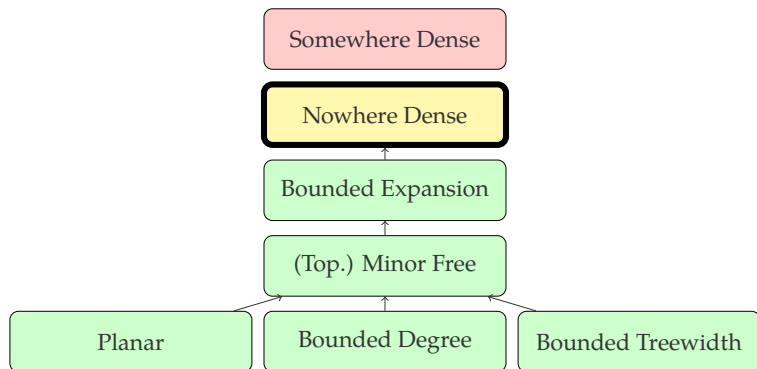 Somewhere Dense
Nowhere Dense
Bounded Expansion
(Top.) Minor Free
Planar
Bounded Degree
Bounded Treewidth